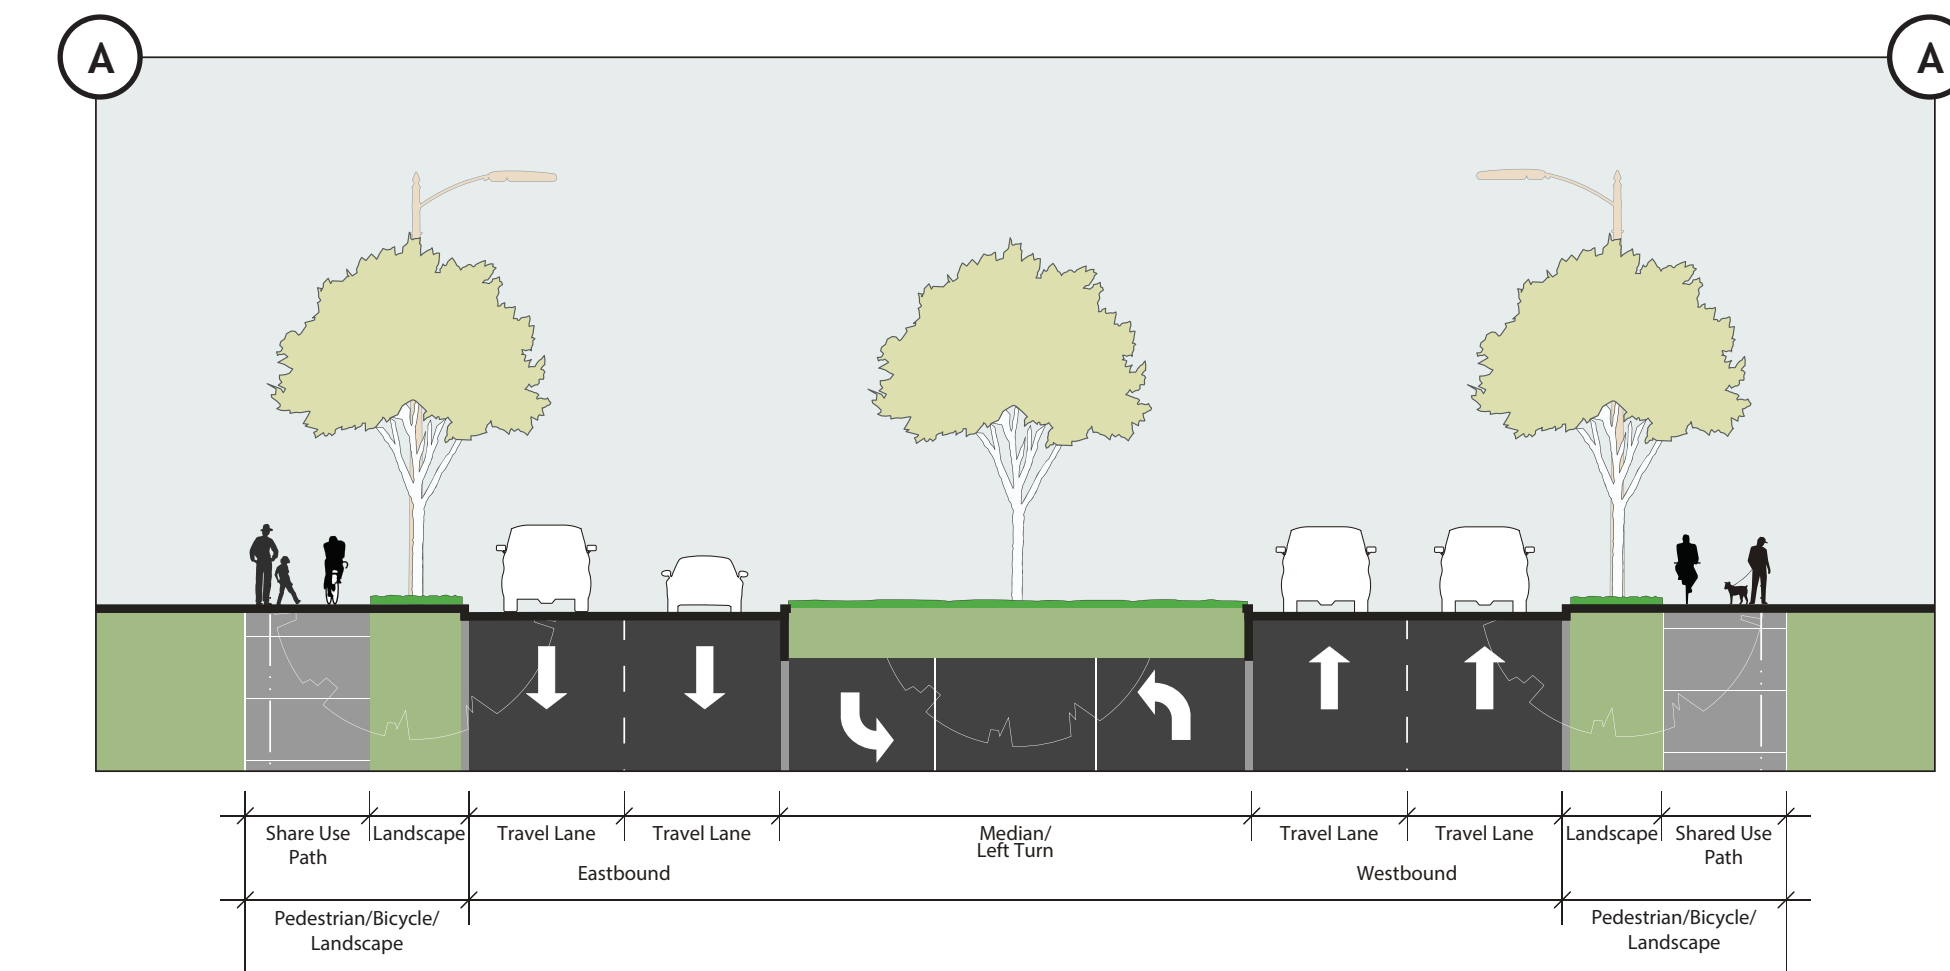 A
A
Share Use
Path
Landscape
Travel Lane
Travel Lane
Median/
Left Turn
Travel Lane
Travel Lane
Landscape
Shared Use
Path
Eastbound
Westbound
Pedestrian/Bicycle/
Landscape
Pedestrian/Bicycle/
Landscape